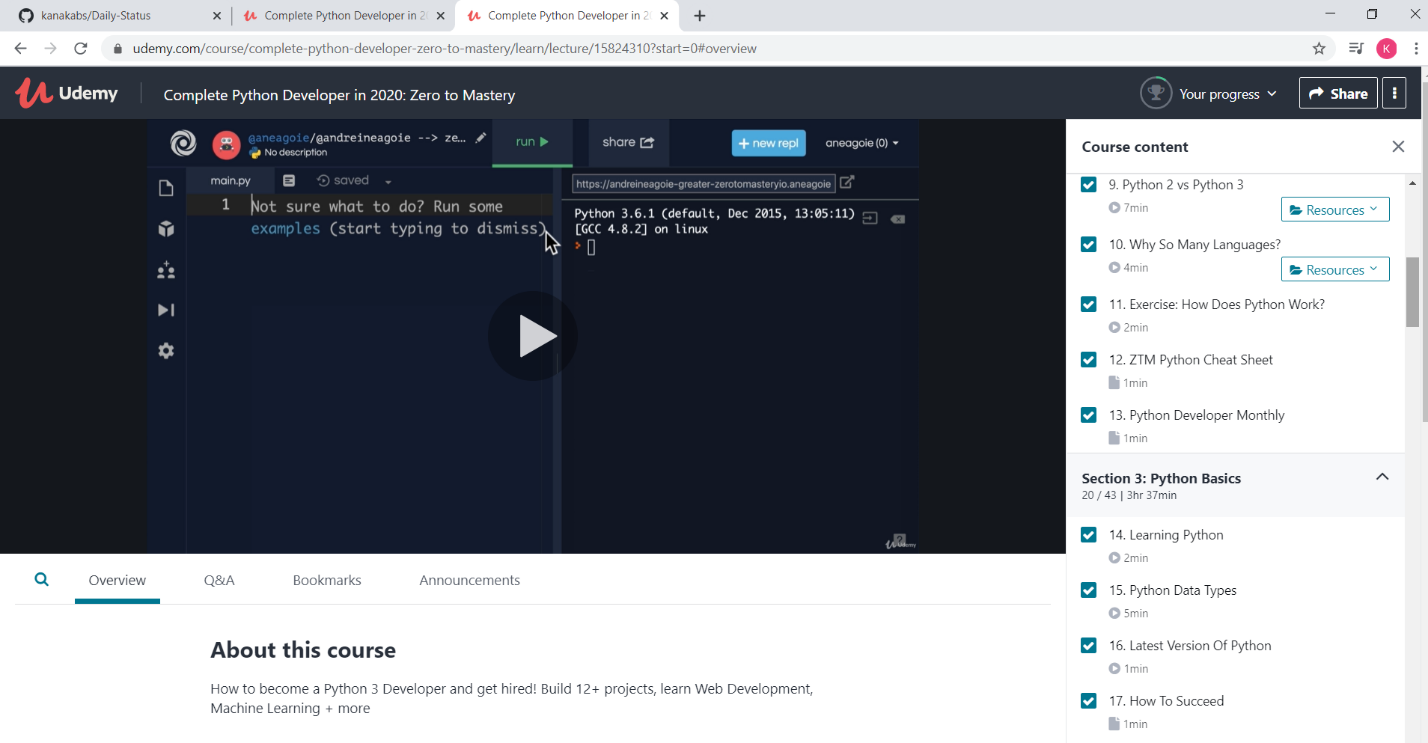 kanakabs/Daily-Status
Complete Python Developer in 2
Complete Python Developer in 2
udemy.com/course/complete-python-developer-zero-to-mastery/learn/lecture/15824310?start=0#overview
K
Udemy
Complete Python Developer in 2020: Zero to Mastery
Your progress
Share
@aneagoie/@andreineagoie --> ze...
No description
run
share
+ new repl
aneagoie (0)
main.py
saved
https://andreineagoie-greater-zerotomasteryio.aneagoie
1
Not sure what to do? Run some
examples (start typing to dismiss)
Python 3.6.1 (default, Dec 2015, 13:05:11)
[GCC 4.8.2] on linux
>
Udemy
Course content
9. Python 2 vs Python 3
7min
Resources
10. Why So Many Languages?
4min
Resources
11. Exercise: How Does Python Work?
2min
12. ZTM Python Cheat Sheet
1min
13. Python Developer Monthly
1min
Section 3: Python Basics
20 / 43 | 3hr 37min
14. Learning Python
2min
15. Python Data Types
5min
16. Latest Version Of Python
1min
17. How To Succeed
1min
Overview
Q&A
Bookmarks
Announcements
About this course
How to become a Python 3 Developer and get hired! Build 12+ projects, learn Web Development,
Machine Learning + more